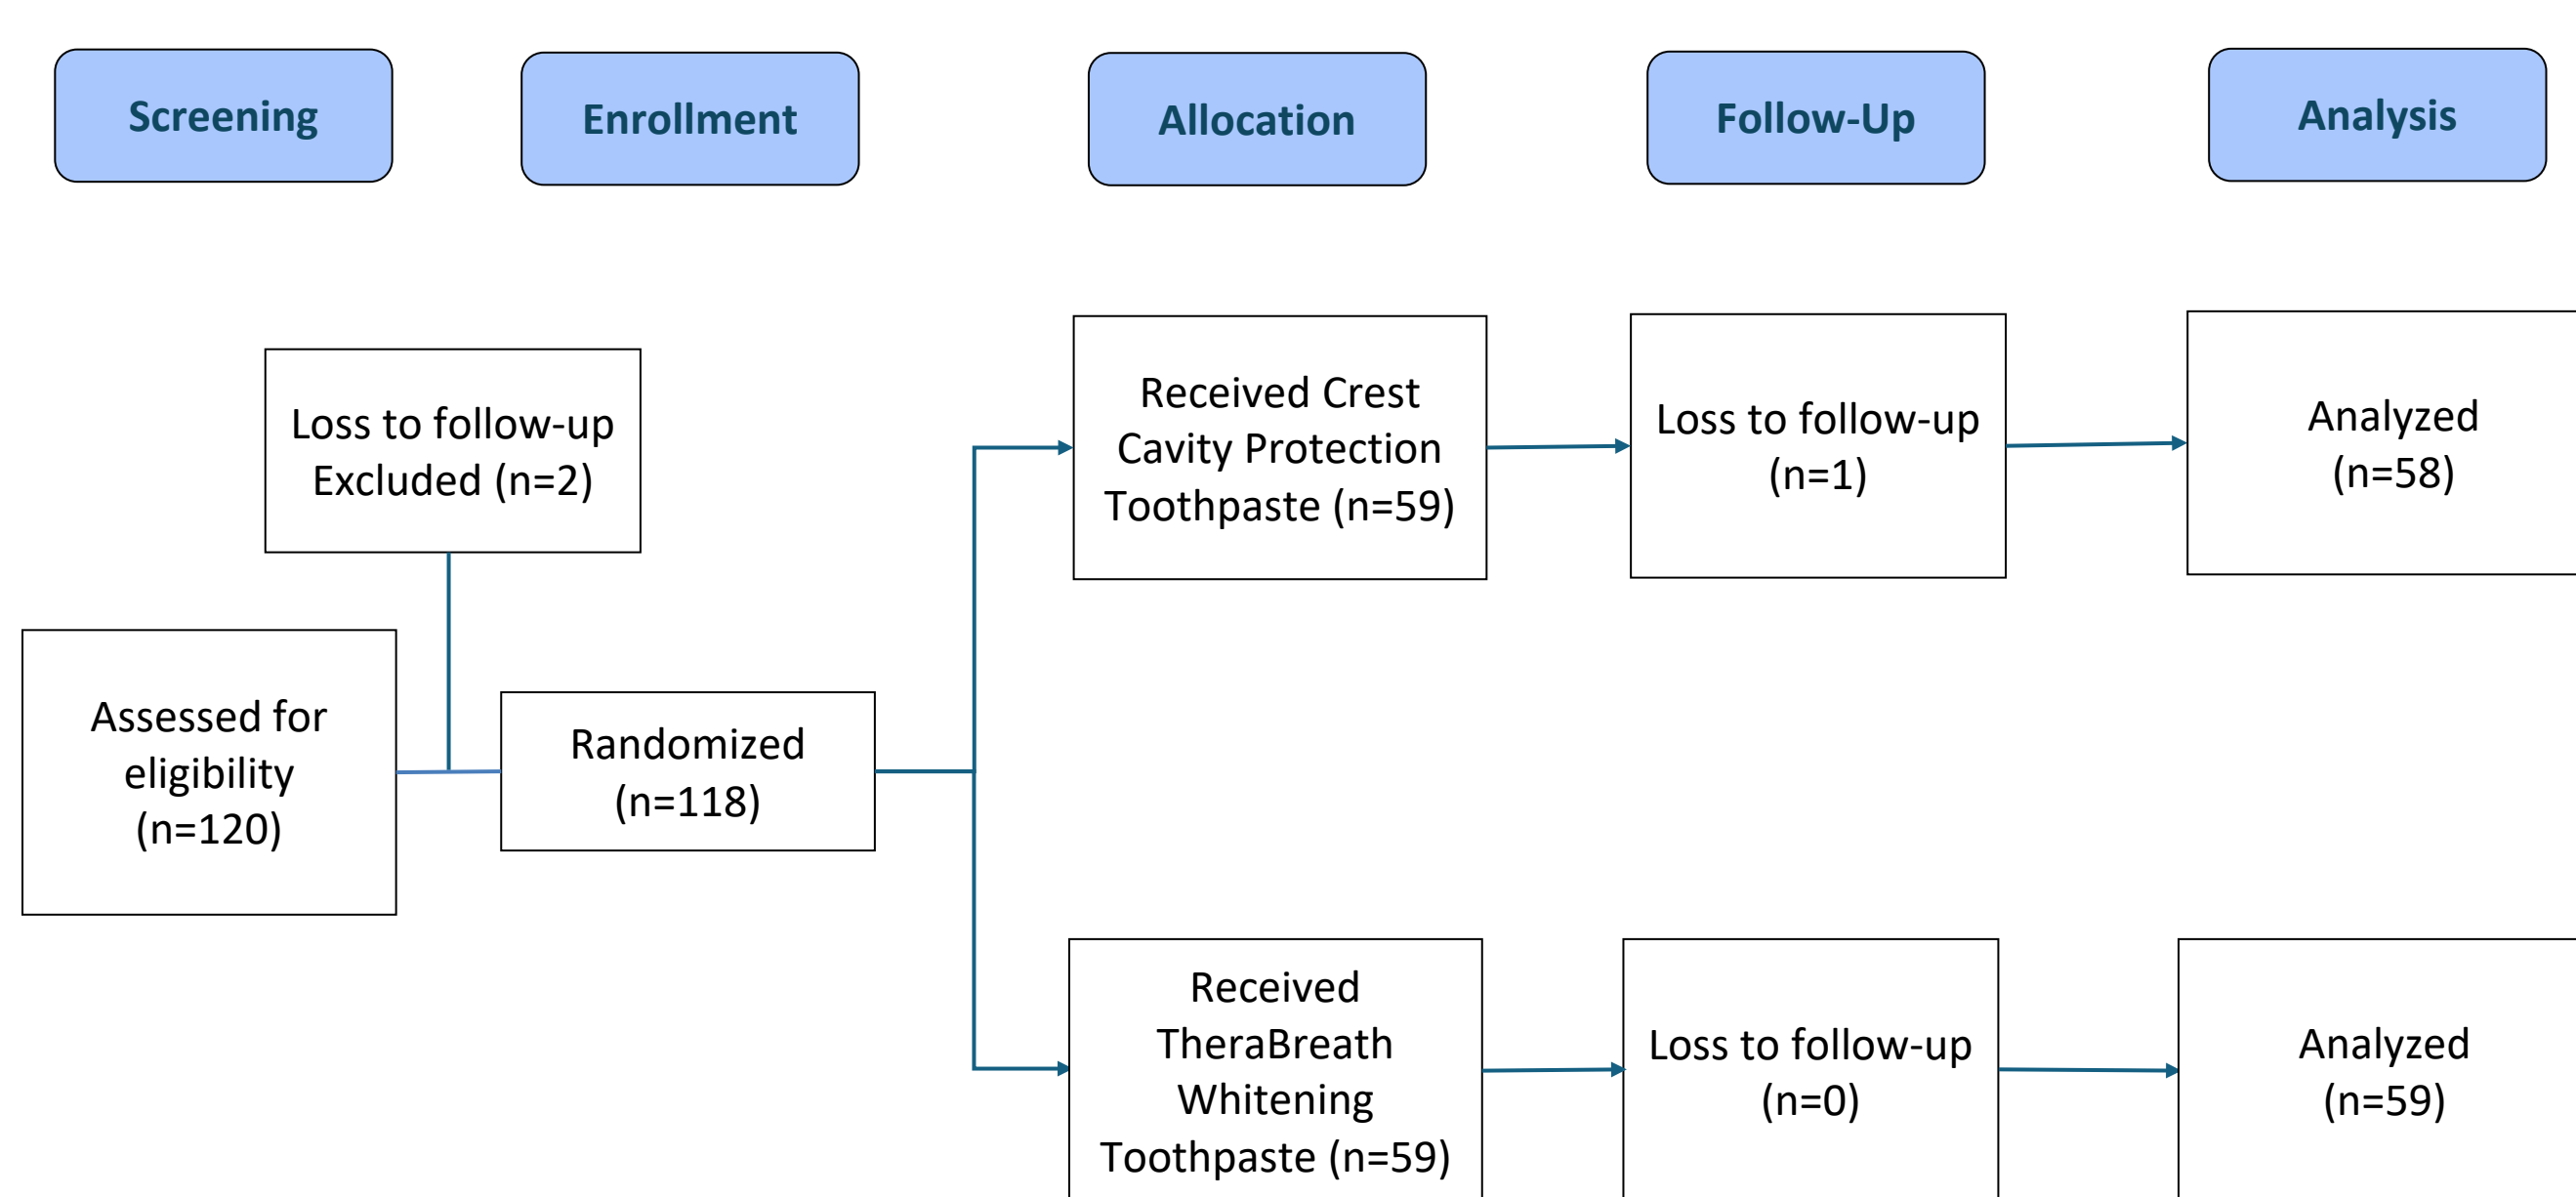 Screening
Enrollment
Allocation
Follow-Up
Analysis
Loss to follow-up
Excluded (n=2)
Assessed for
eligibility
(n=120)
Randomized
(n=118)
Received Crest
Cavity Protection
Toothpaste (n=59)
Loss to follow-up
(n=1)
Analyzed
(n=58)
Received
TheraBreath
Whitening
Toothpaste (n=59)
Loss to follow-up
(n=0)
Analyzed
(n=59)